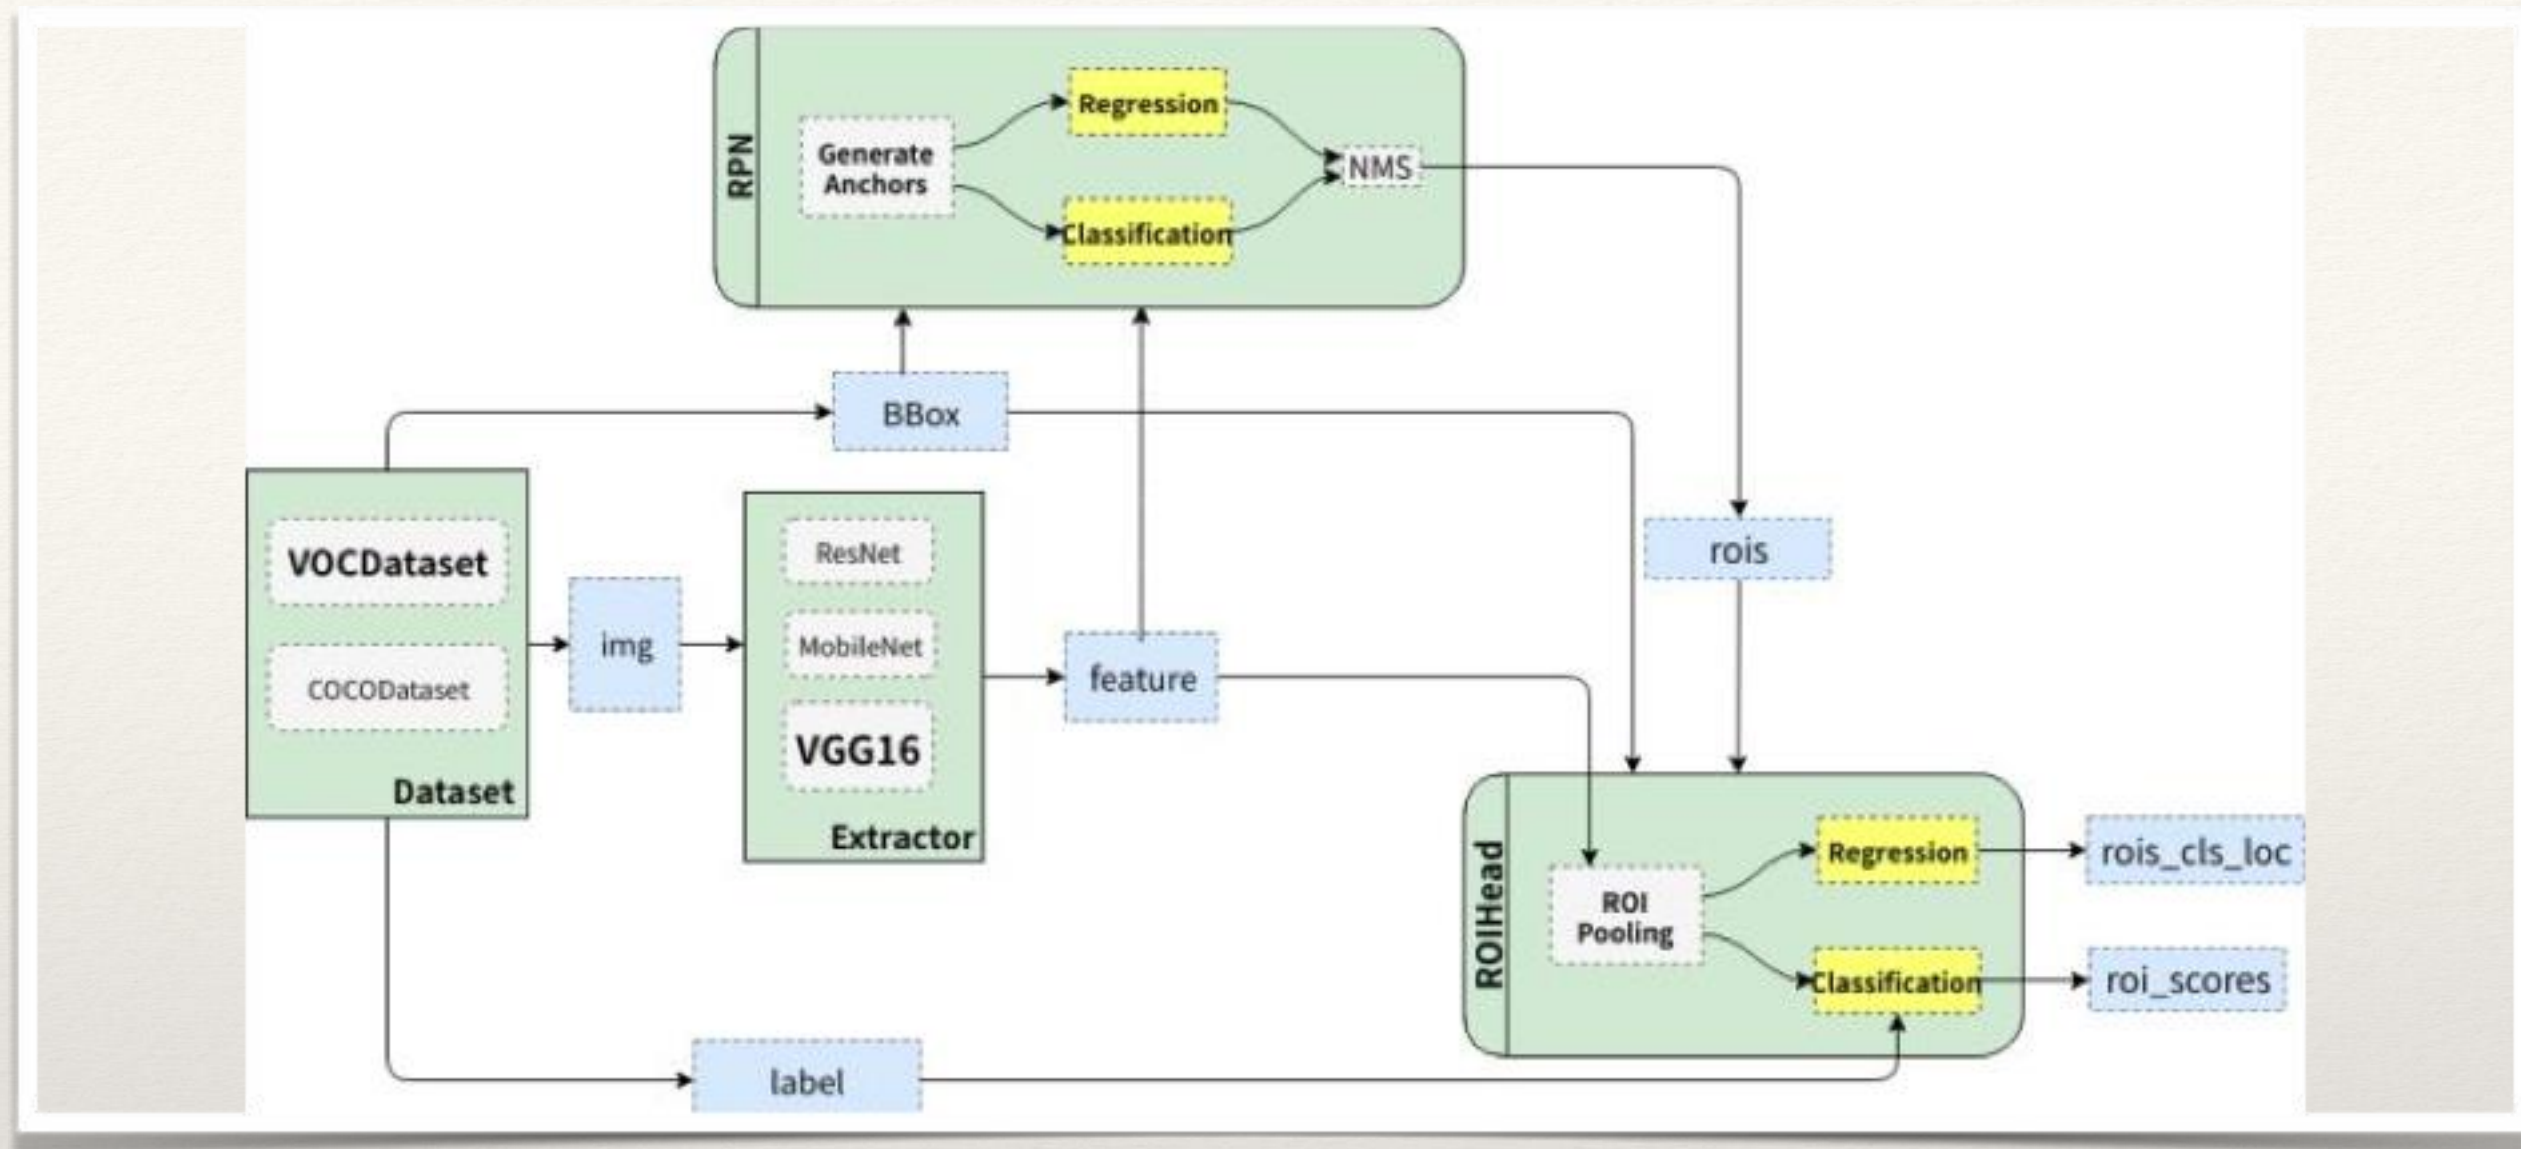 RPN
Generate
Anchors
Regression
Classification
NMS
BBox
VOCDataset
COCODataset
Dataset
img
ResNet
MobileNet
VGG16
Extractor
feature
rois
ROIHead
ROI
Pooling
Regression
Classification
rois_cls_loc
roi_scores
label